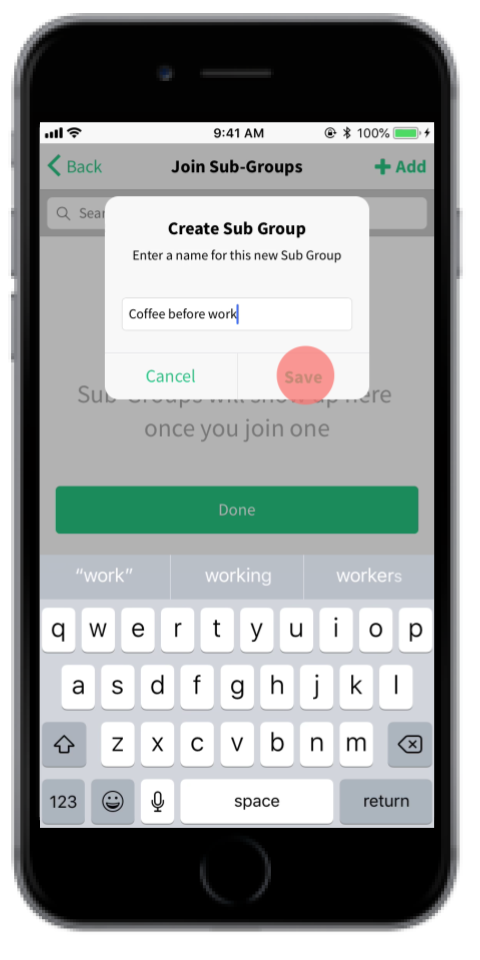 9:41 AM 100%
Back Join Sub-Groups Add
Sear
Create Sub Group
Enter a name for this new Sub Group
Coffee before work
Cancel Save
Sub-Groups will show up here
once you join one
Done
“work” working workers
q w e r t y u i o p
a s d f g h j k l
z x c v b n m
123 space return